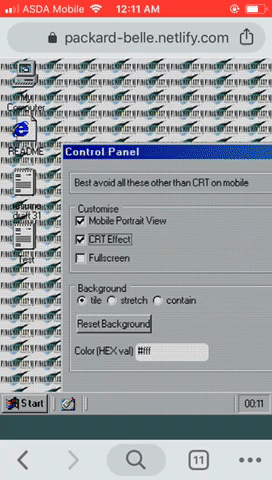 ASDA Mobile
12:11 AM
packard-belle.netlify.com
My
Computer
README
Control Panel
Best avoid all these other than CRT on mobile
Customise
Mobile Portrait View
CRT Effect
Fullscreen
draft 31
Background
tile stretch contain
Test
Reset Background
Color (HEX val) #fff
Start
00:11
11